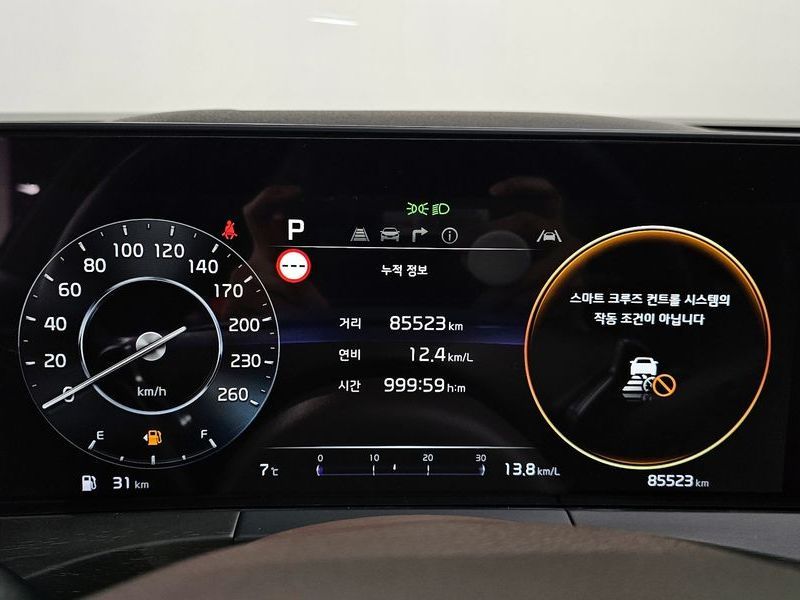 P
누적 정보
0
20
40
60
80
100
120
140
170
200
230
260
km/h
E F
31 km
거리 85523 km
연비 12.4 km/L
시간 999:59 h:m
7℃
0 10 20 30
13.8 km/L
스마트 크루즈 컨트롤 시스템의
작동 조건이 아닙니다
85523 km